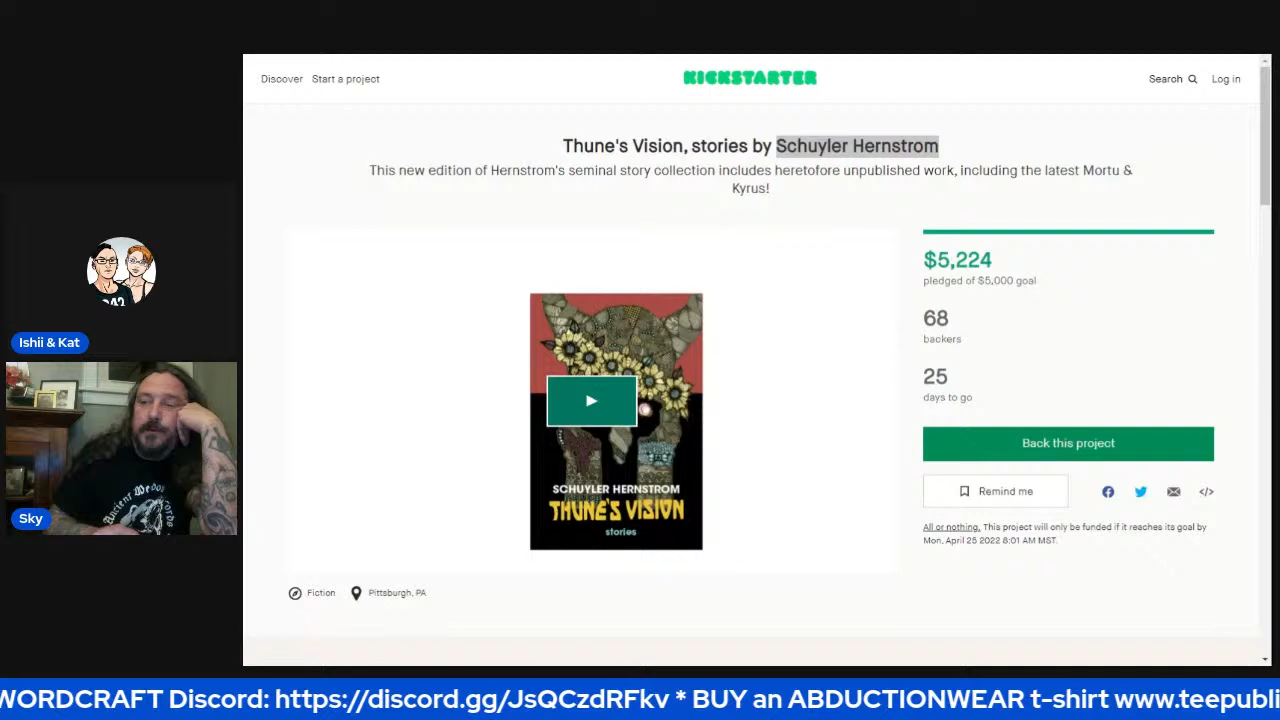 Discover Start a project
KICKSTARTER
Search Log in
Thune's Vision, stories by Schuyler Hernstrom
This new edition of Hernstrom's seminal story collection includes heretofore unpublished work, including the latest Mortu &
Kyrus!
$5,224
pledged of $5,000 goal
68
backers
25
days to go
Back this project
Remind me
All or nothing. This project will only be funded if it reaches its goal by
Mon, April 25 2022 8:01 AM MST.
SCHUYLER HERNSTROM
THUNE'S VISION
stories
Fiction Pittsburgh, PA
Ishii & Kat
Sky
WORDCRAFT Discord: https://discord.gg/JsQCzdRFkv * BUY an ABDUCTIONWEAR t-shirt www.teepubli